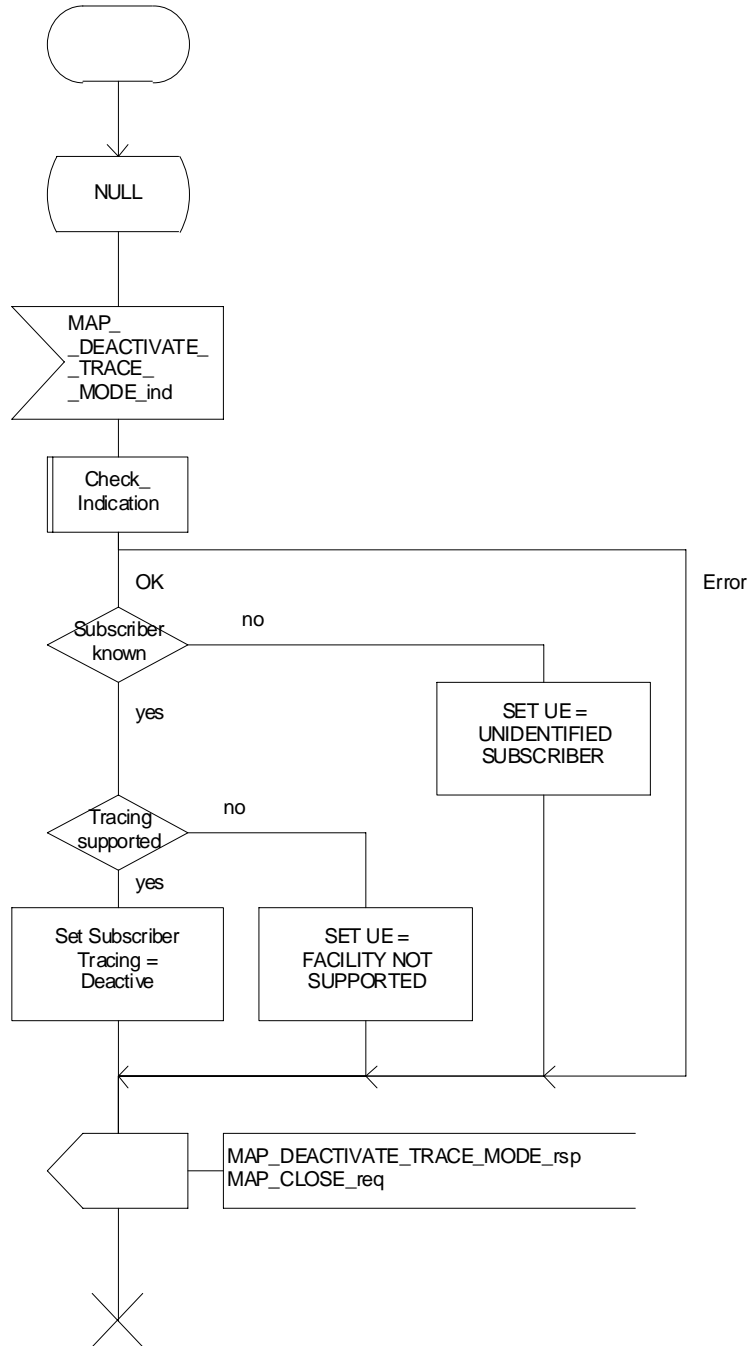 NULL
MAP_
_DEACTIVATE_
_TRACE_
_MODE_ind
Check_
Indication
OK
Error
Subscriber
known
no
yes
SET UE =
UNIDENTIFIED
SUBSCRIBER
Tracing
supported
no
yes
Set Subscriber
Tracing =
Deactive
SET UE =
FACILITY NOT
SUPPORTED
MAP_DEACTIVATE_TRACE_MODE_rsp
MAP_CLOSE_req